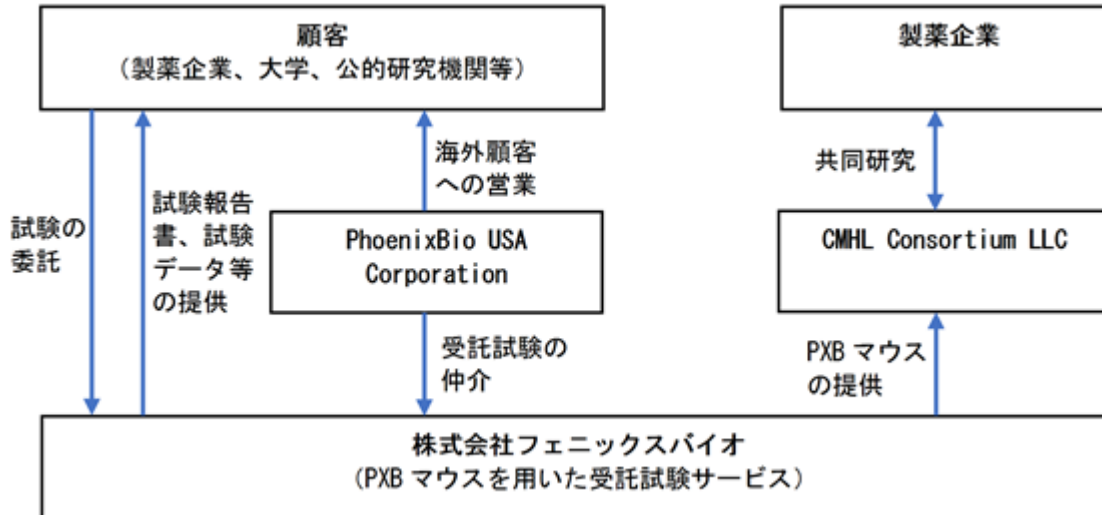 顧客
（製薬企業、大学、公的研究機関等）
製薬企業
試験の
委託
試験報告
書、試験
データ等
の提供
海外顧客
への営業
共同研究
PhoenixBio USA
Corporation
CMHL Consortium LLC
受託試験の
仲介
PXB マウス
の提供
株式会社フェニックスバイオ
（PXB マウスを用いた受託試験サービス）